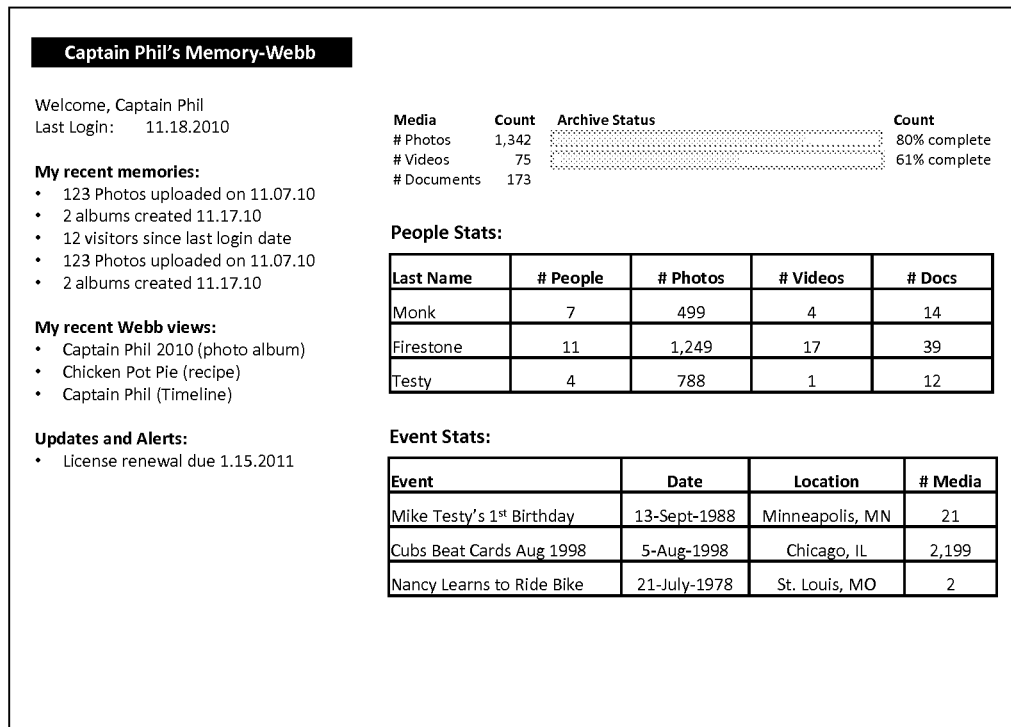 Captain Phil's Memory-Webb
Welcome, Captain Phil
Last Login: 11.18.2010
My recent memories:
• 123 Photos uploaded on 11.07.10
• 2 albums created 11.17.10
• 12 visitors since last login date
• 123 Photos uploaded on 11.07.10
• 2 albums created 11.17.10
My recent Webb views:
• Captain Phil 2010 (photo album)
• Chicken Pot Pie (recipe)
• Captain Phil (Timeline)
Updates and Alerts:
• License renewal due 1.15.2011
Media Count Archive Status Count
# Photos 1,342 80% complete
# Videos 75 61% complete
# Documents 173
People Stats:
Last Name # People # Photos # Videos # Docs
Monk 7 499 4 14
Firestone 11 1,249 17 39
Testy 4 788 1 12
Event Stats:
Event Date Location # Media
Mike Testy's 1st Birthday 13-Sept-1988 Minneapolis, MN 21
Cubs Beat Cards Aug 1998 5-Aug-1998 Chicago, IL 2,199
Nancy Learns to Ride Bike 21-July-1978 St. Louis, MO 2